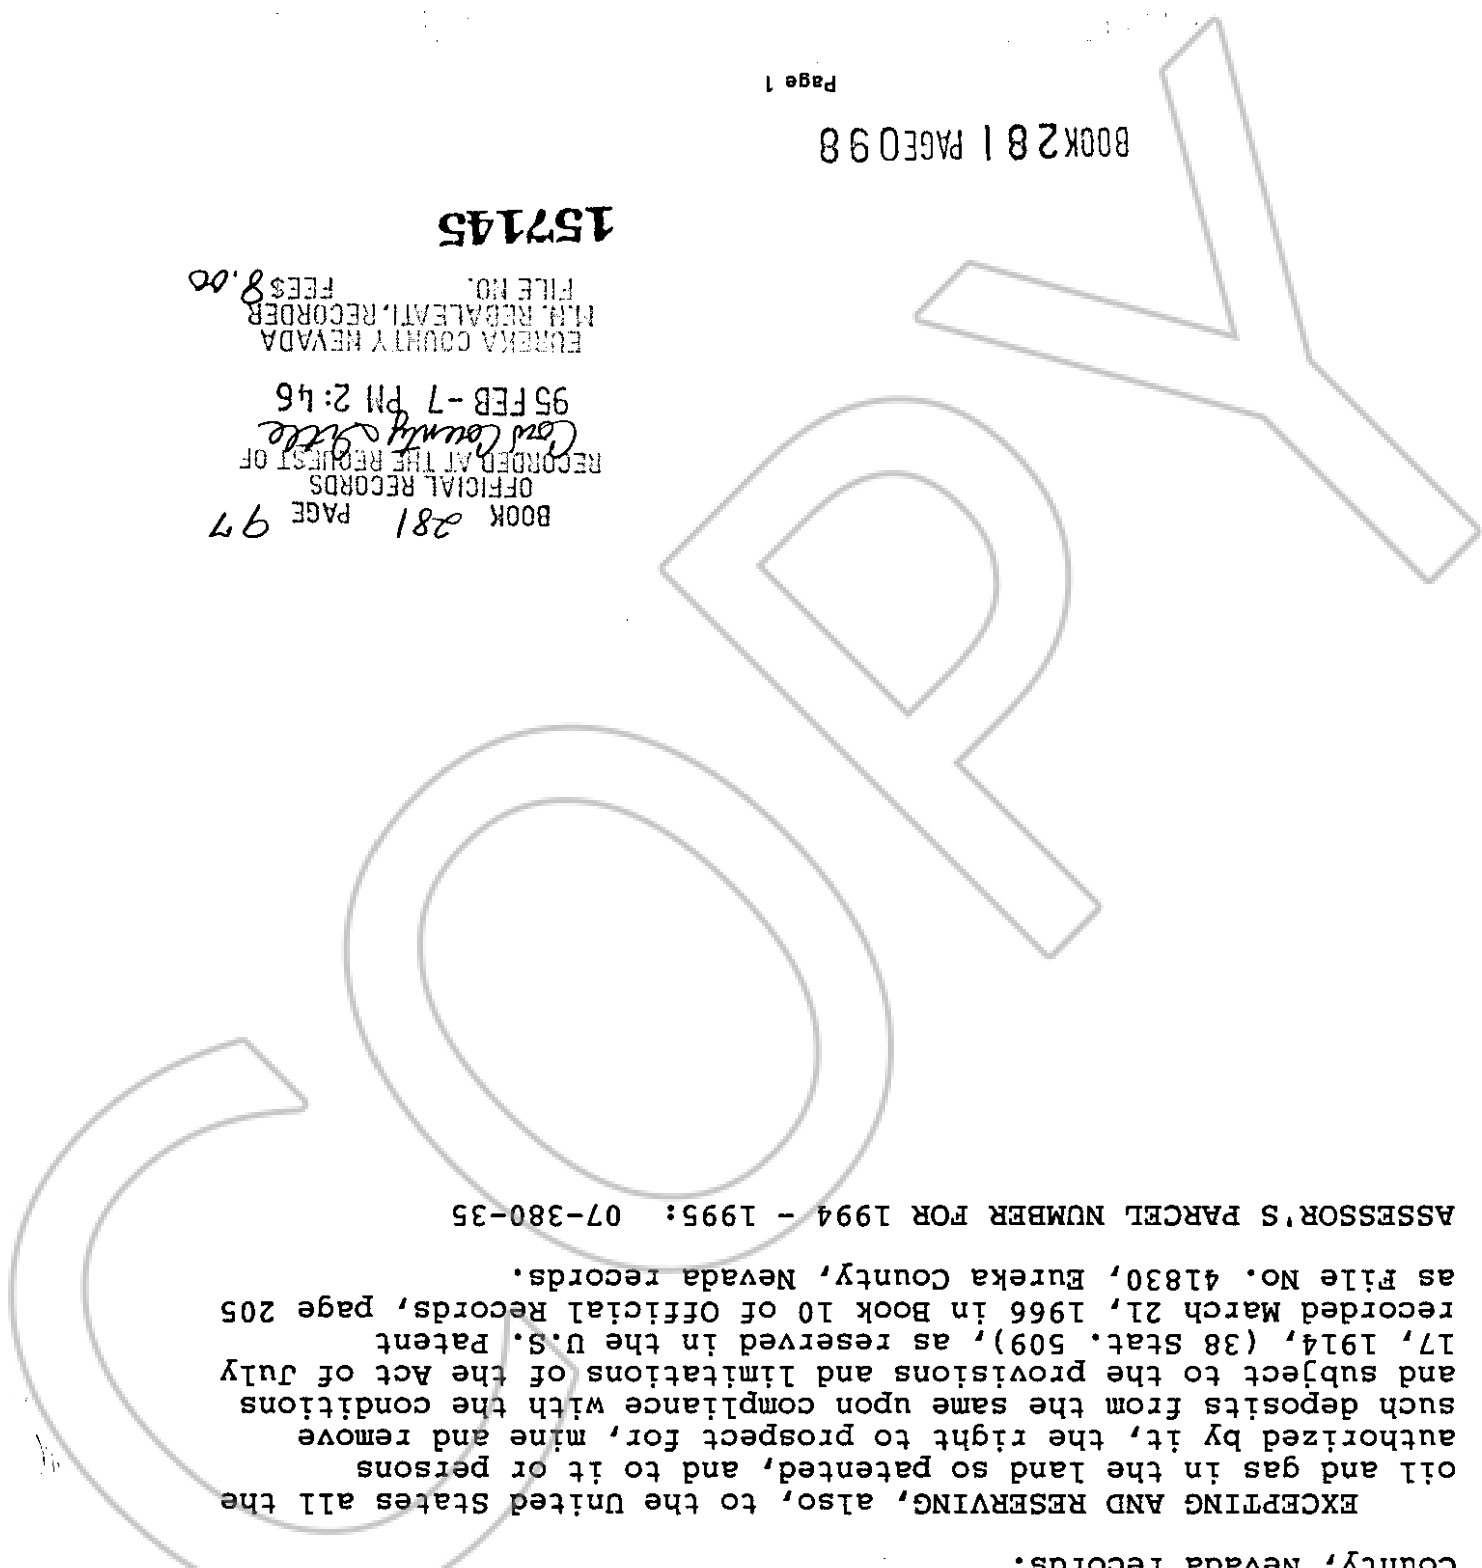 County, Nevada records.
EXCEPTING AND RESERVING, also, to the United States all the
oil and gas in the land so patented, and to it or persons
authorized by it, the right to prospect for, mine and remove
such deposits from the same upon compliance with the conditions
and subject to the provisions and limitations of the Act of July
17, 1914, (38 Stat. 509), as reserved in the U.S. Patent
recorded March 21, 1966 in Book 10 of Official Records, page 205
as File No. 41830, Eureka County, Nevada records.
ASSESSOR'S PARCEL NUMBER FOR 1994 - 1995: 07-380-35
COPY
BOOK 281 PAGE 97
OFFICIAL RECORDS
RECORDED AT THE REQUEST OF
Cow County Title
95 FEB -7 PM 2:46
EUREKA COUNTY NEVADA
M.N. REBALEATI, RECORDER
FILE NO. FEE$ 8.00
157145
BOOK 281 PAGE 098
Page 1